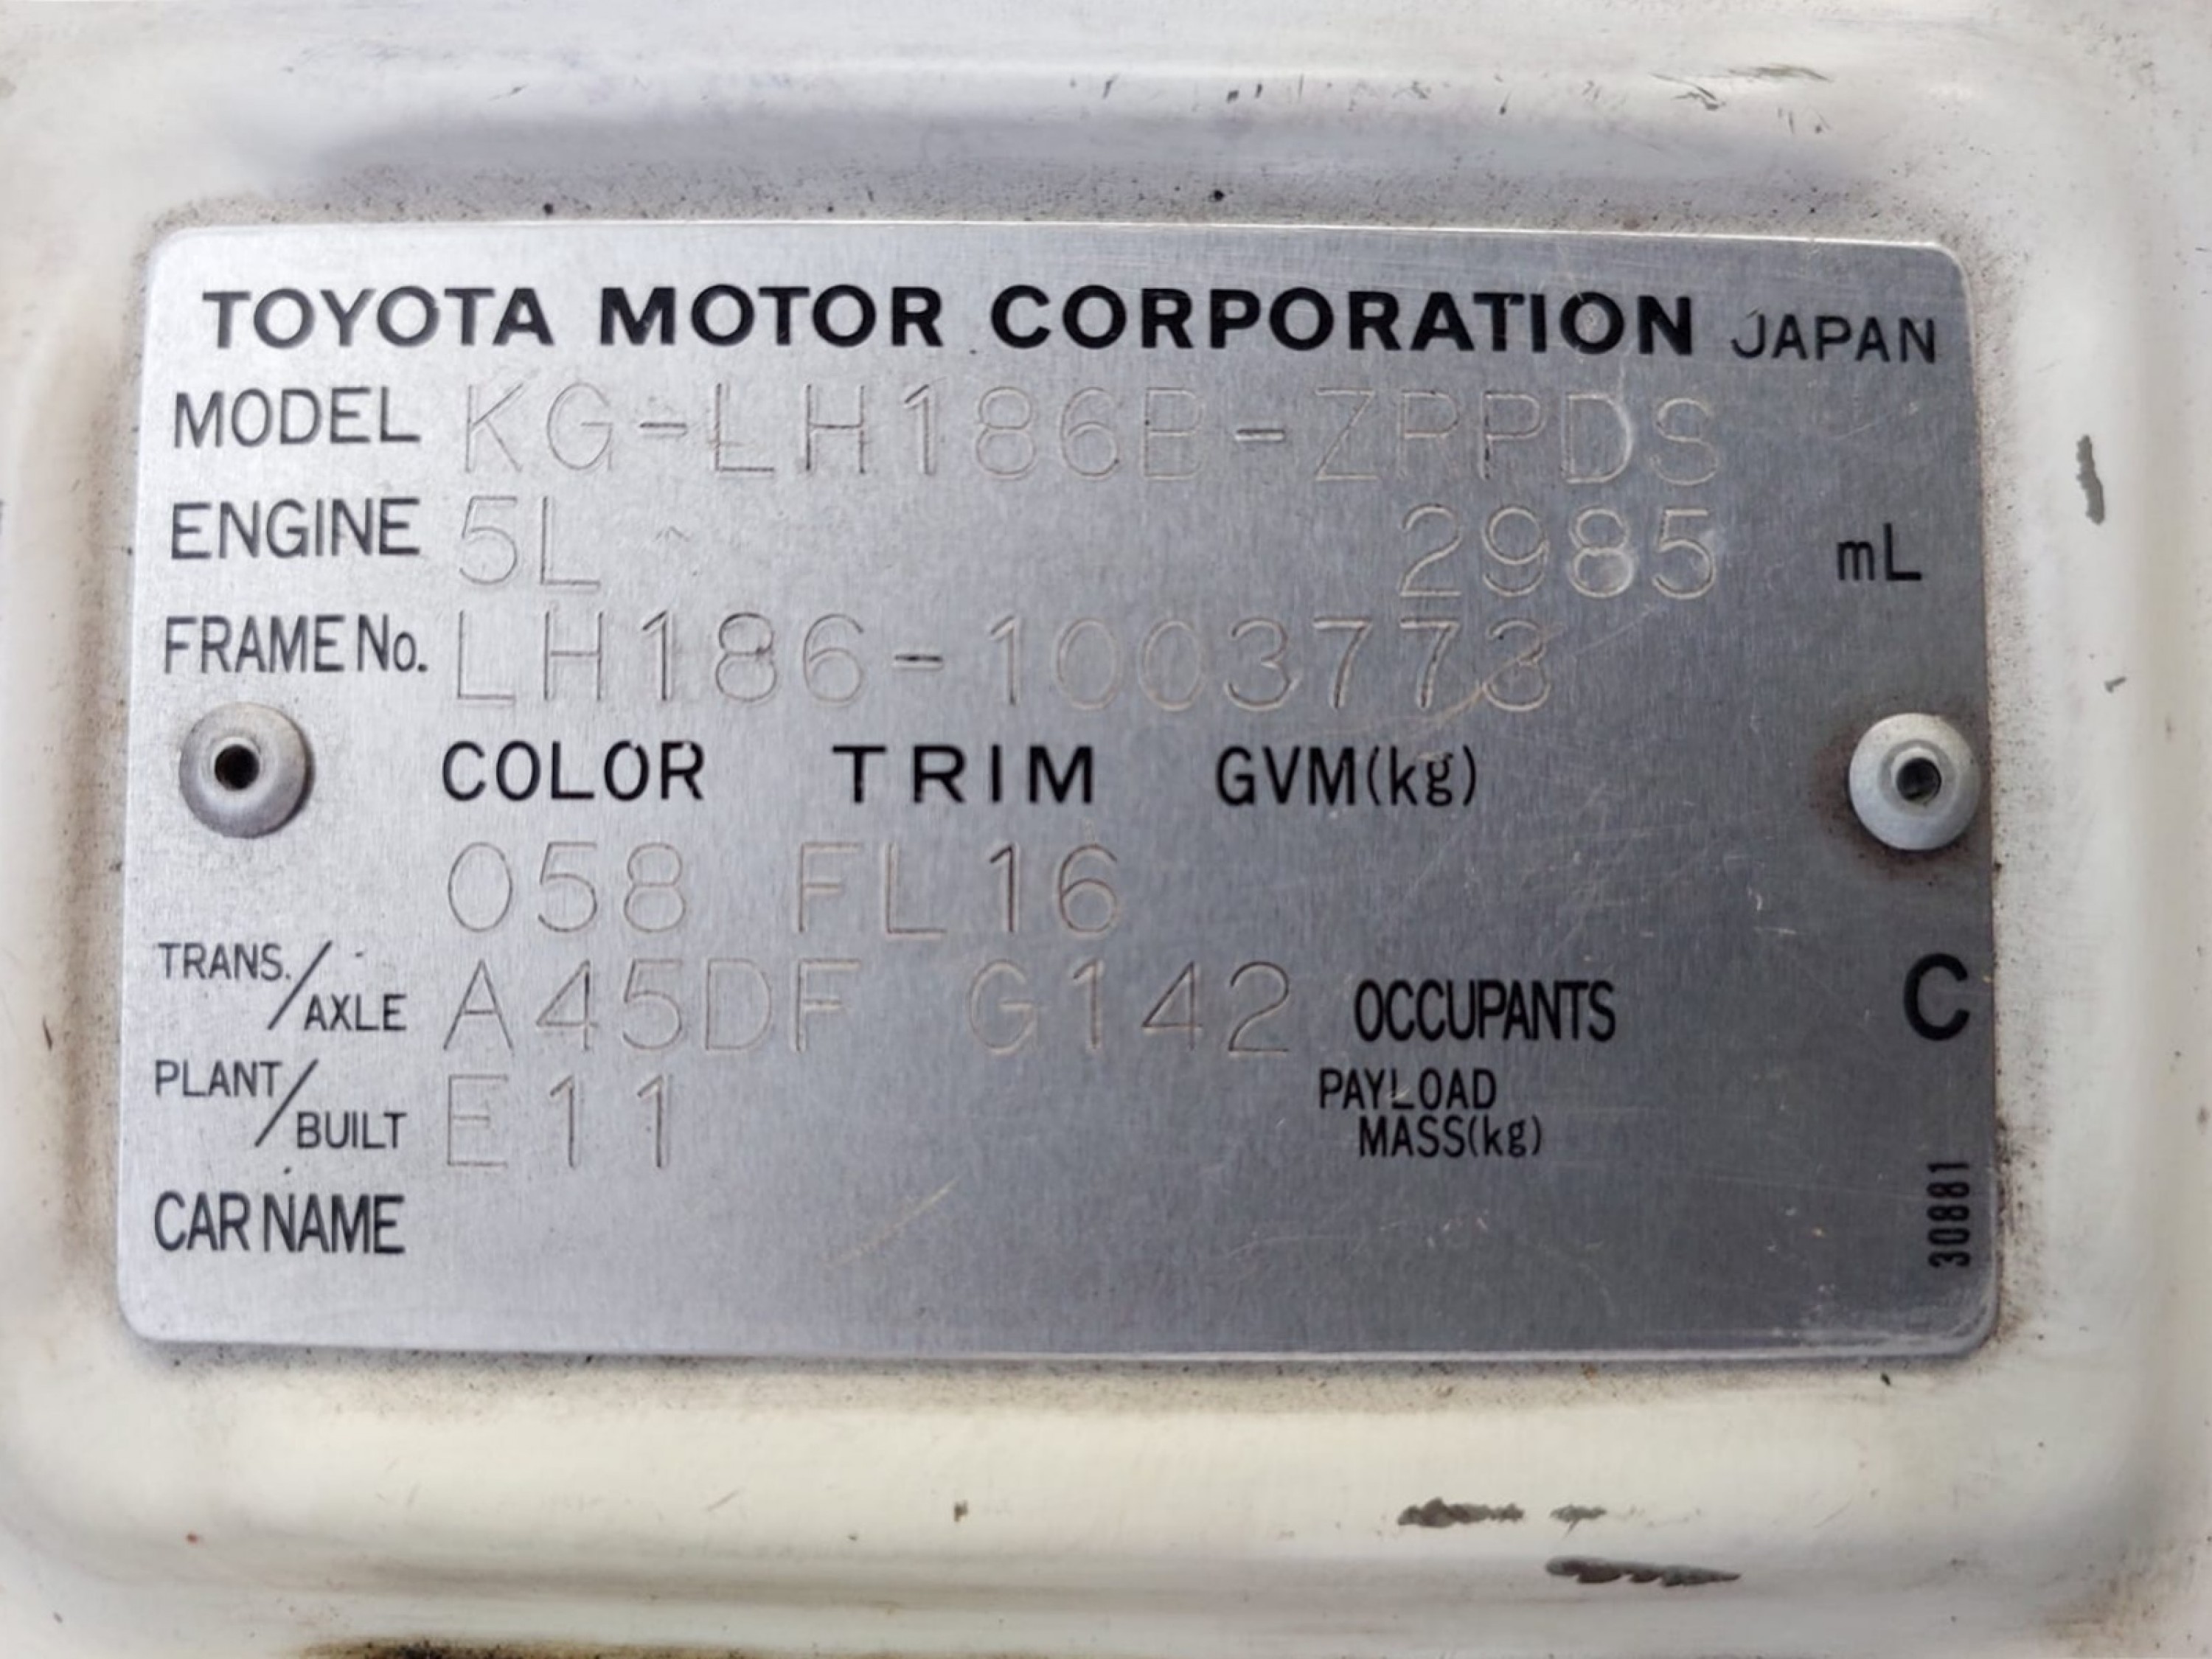 TOYOTA MOTOR CORPORATION JAPAN
MODEL KG-LH186B-ZRPDS
ENGINE 5L 2985 mL
FRAME No. LH186-1003773
COLOR TRIM GVM(kg)
058 FL16
TRANS./AXLE A45DF G142 OCCUPANTS C
PLANT/BUILT E11 PAYLOAD MASS(kg)
CAR NAME
30881